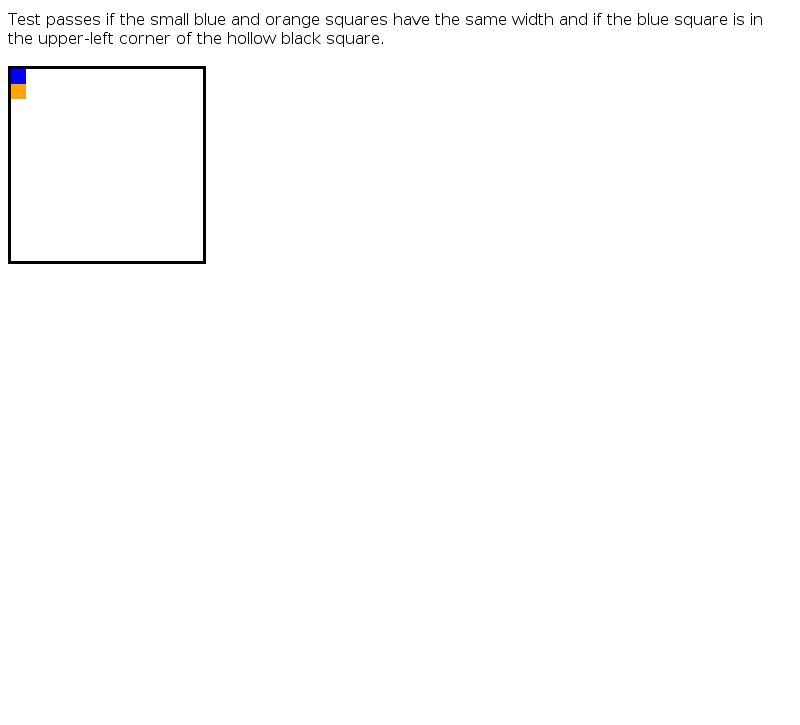 Test passes if the small blue and orange squares have the same width and if the blue square is in
the upper-left corner of the hollow black square.